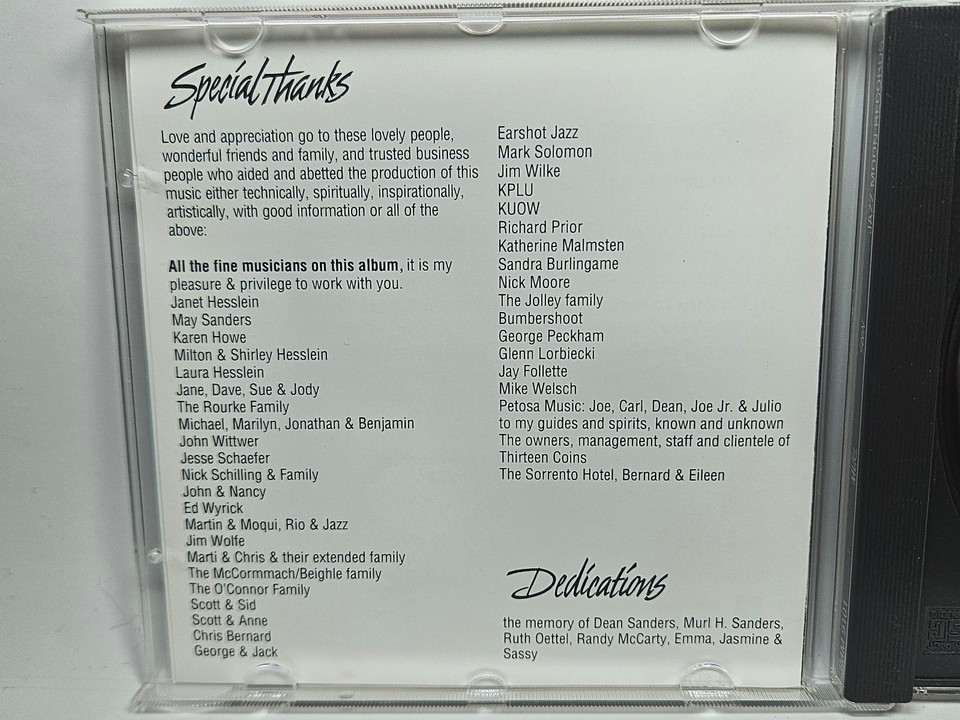 Special Thanks
Love and appreciation go to these lovely people,
wonderful friends and family, and trusted business
people who aided and abetted the production of this
music either technically, spiritually, inspirationally,
artistically, with good information or all of the
above:
All the fine musicians on this album, it is my
pleasure & privilege to work with you.
Janet Hesslein
May Sanders
Karen Howe
Milton & Shirley Hesslein
Laura Hesslein
Jane, Dave, Sue & Jody
The Rourke Family
Michael, Marilyn, Jonathan & Benjamin
John Wittwer
Jesse Schaefer
Nick Schilling & Family
John & Nancy
Ed Wyrick
Martin & Moqui, Rio & Jazz
Jim Wolfe
Marti & Chris & their extended family
The McCormmach/Beighle family
The O'Connor Family
Scott & Sid
Scott & Anne
Chris Bernard
George & Jack
Earshot Jazz
Mark Solomon
Jim Wilke
KPLU
KUOW
Richard Prior
Katherine Malmsten
Sandra Burlingame
Nick Moore
The Jolley family
Bumbershoot
George Peckham
Glenn Lorbiecki
Jay Follette
Mike Welsch
Petosa Music: Joe, Carl, Dean, Joe Jr. & Julio
to my guides and spirits, known and unknown
The owners, management, staff and clientele of
Thirteen Coins
The Sorrento Hotel, Bernard & Eileen
Dedications
the memory of Dean Sanders, Murl H. Sanders,
Ruth Oettel, Randy McCarty, Emma, Jasmine &
Sassy